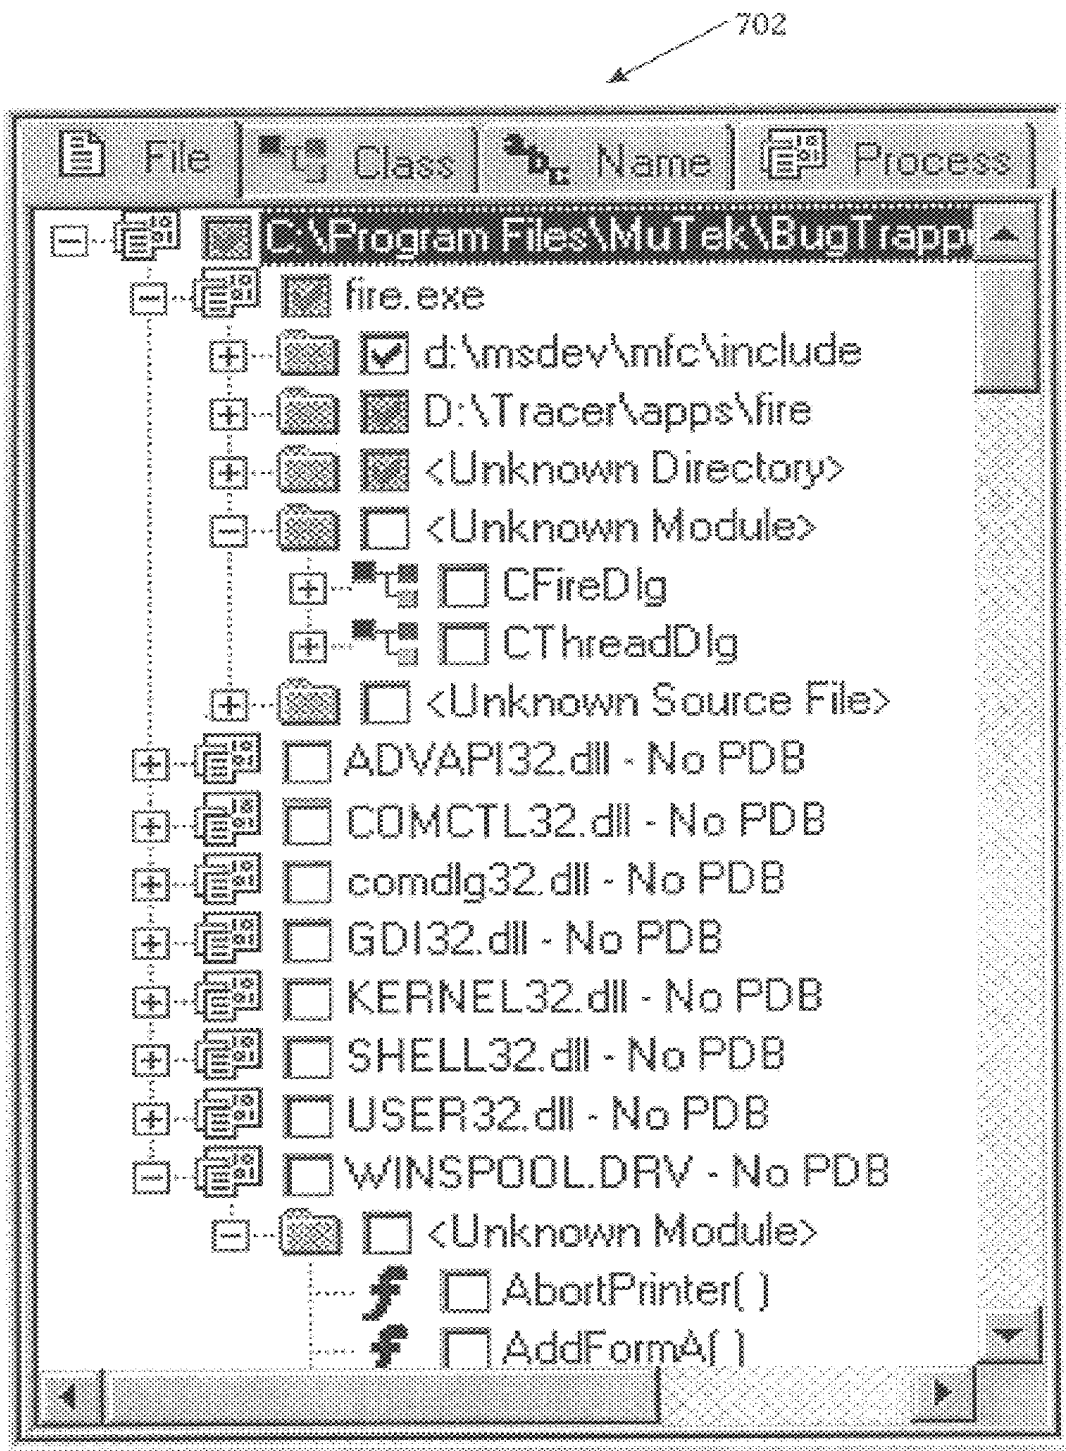 702
File Class Name Process
C:\Program Files\MuTek\BugTrapp
fire.exe
d:\msdev\mfc\include
D:\Tracer\apps\fire
<Unknown Directory>
<Unknown Module>
CFireDlg
CThreadDlg
<Unknown Source File>
ADVAPI32.dll - No PDB
COMCTL32.dll - No PDB
comdlg32.dll - No PDB
GDI32.dll - No PDB
KERNEL32.dll - No PDB
SHELL32.dll - No PDB
USER32.dll - No PDB
WINSPOOL.DRV - No PDB
<Unknown Module>
AbortPrinter( )
AddFormA( )